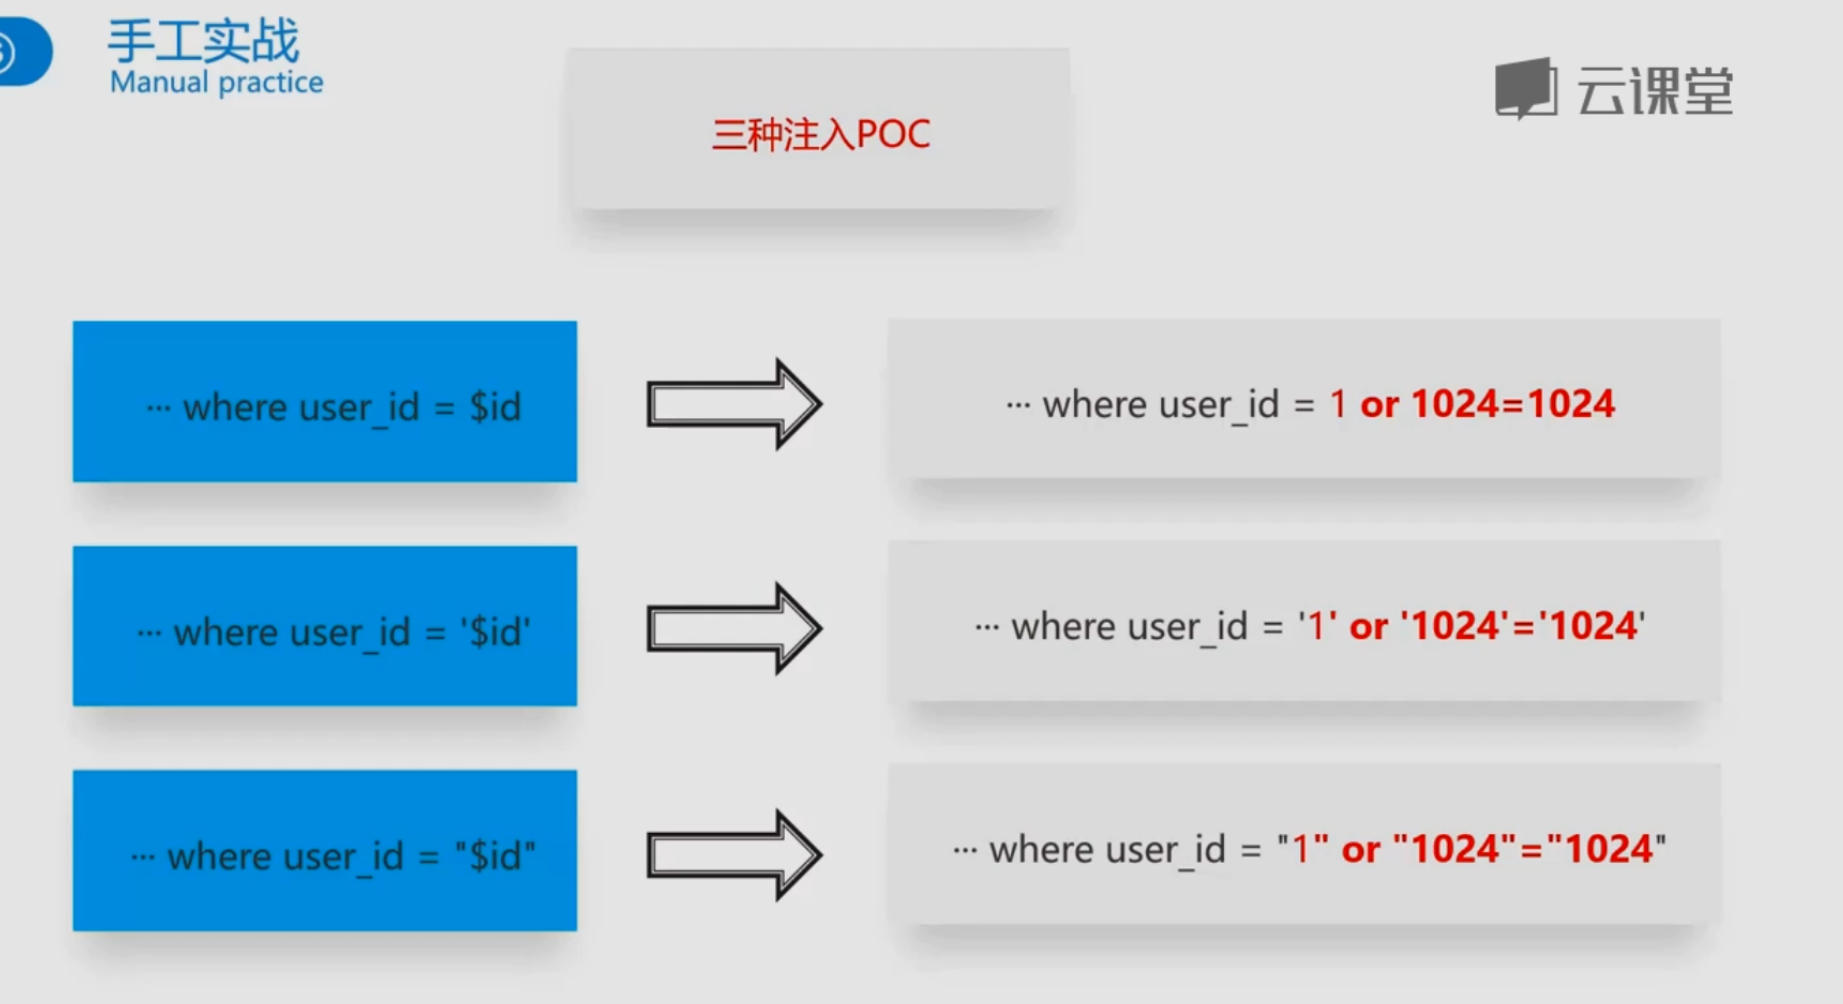 手工实战
Manual practice
云课堂
三种注入POC
··· where user_id = $id
··· where user_id = 1 or 1024=1024
··· where user_id = '$id'
··· where user_id = '1' or '1024'='1024'
··· where user_id = "$id"
··· where user_id = "1" or "1024"="1024"